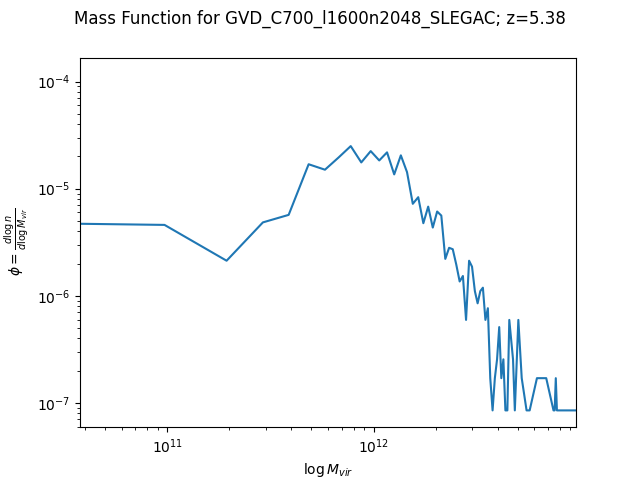 Mass Function for GVD_C700_l1600n2048_SLEGAC; z=5.38
10⁻⁴
10⁻⁵
10⁻⁶
10⁻⁷
ϕ = d log n / d log M_vir
10¹¹
10¹²
log M_vir